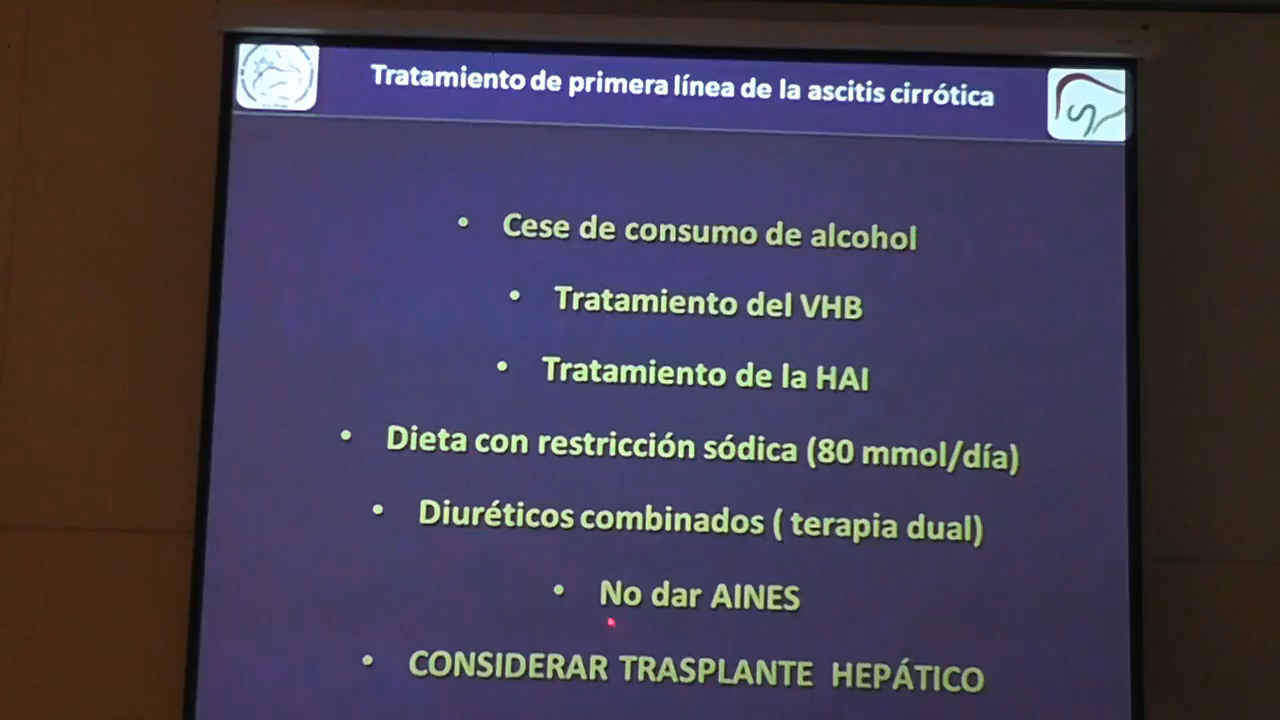 Tratamiento de primera línea de la ascitis cirrótica
• Cese de consumo de alcohol
• Tratamiento del VHB
• Tratamiento de la HAI
• Dieta con restricción sódica (80 mmol/día)
• Diuréticos combinados ( terapia dual)
• No dar AINES
• CONSIDERAR TRASPLANTE HEPÁTICO